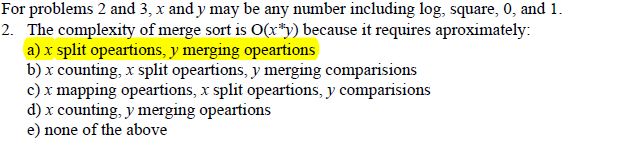 For problems 2 and 3, x and y may be any number including log, square, 0, and 1.
2. The complexity of merge sort is O(x*y) because it requires aproximately:
a) x split opeartions, y merging opeartions
b) x counting, x split opeartions, y merging comparisions
c) x mapping opeartions, x split opeartions, y comparisions
d) x counting, y merging opeartions
e) none of the above